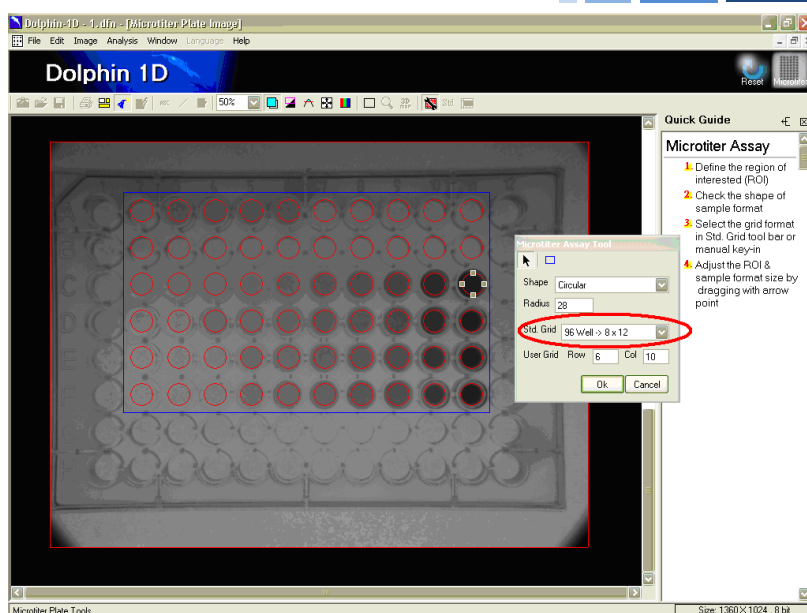 Dolphin-1D - 1.dfn - [Microtiter Plate Image]
File Edit Image Analysis Window Language Help
Dolphin 1D
Reset Microtiter
ABC 50% 3D Std
Quick Guide
Microtiter Assay
1. Define the region of
interested (ROI)
2. Check the shape of
sample format
3. Select the grid format
in Std. Grid tool bar or
manual key-in
4. Adjust the ROI &
sample format size by
dragging with arrow
point
Microtiter Assay Tool
Shape Circular
Radius 28
Std. Grid 96 Well -> 8 x 12
User Grid Row 6 Col 10
Ok Cancel
Microtiter Plate Tools
Size: 1360 X 1024 , 8 bit